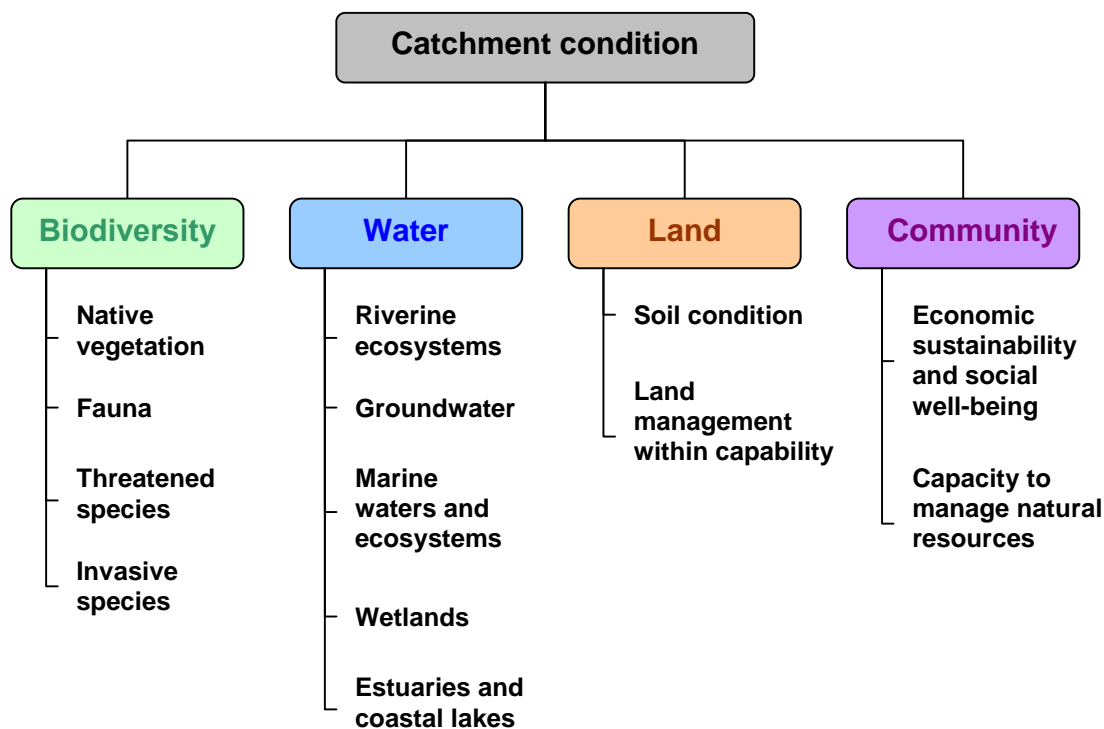 Catchment condition
Biodiversity
Water
Land
Community
Native
vegetation
Fauna
Threatened
species
Invasive
species
Riverine
ecosystems
Groundwater
Marine
waters and
ecosystems
Wetlands
Estuaries and
coastal lakes
Soil condition
Land
management
within capability
Economic
sustainability
and social
well-being
Capacity to
manage natural
resources